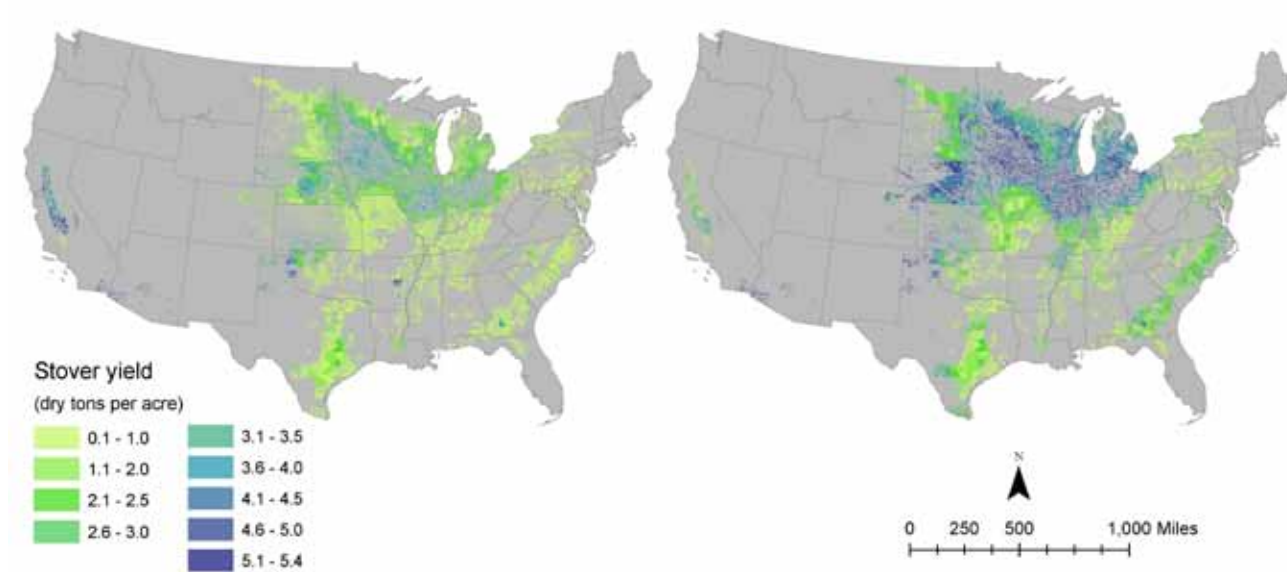 Stover yield
(dry tons per acre)
0.1 - 1.0
1.1 - 2.0
2.1 - 2.5
2.6 - 3.0
3.1 - 3.5
3.6 - 4.0
4.1 - 4.5
4.6 - 5.0
5.1 - 5.4
N
0 250 500 1,000 Miles